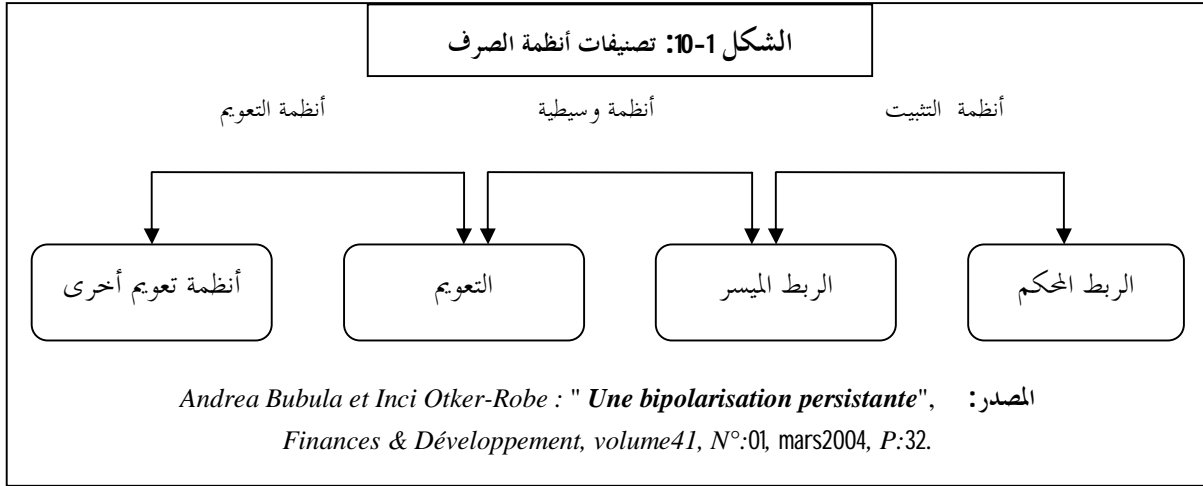 الشكل 1-10: تصنيفات أنظمة الصرف
أنظمة التثبيت
أنظمة وسيطية
أنظمة التعويم
الربط المحكم
الربط الميسر
التعويم
أنظمة تعويم أخرى
المصدر: Andrea Bubula et Inci Otker-Robe : " Une bipolarisation persistante",
Finances & Développement, volume41, N°:01, mars2004, P:32.